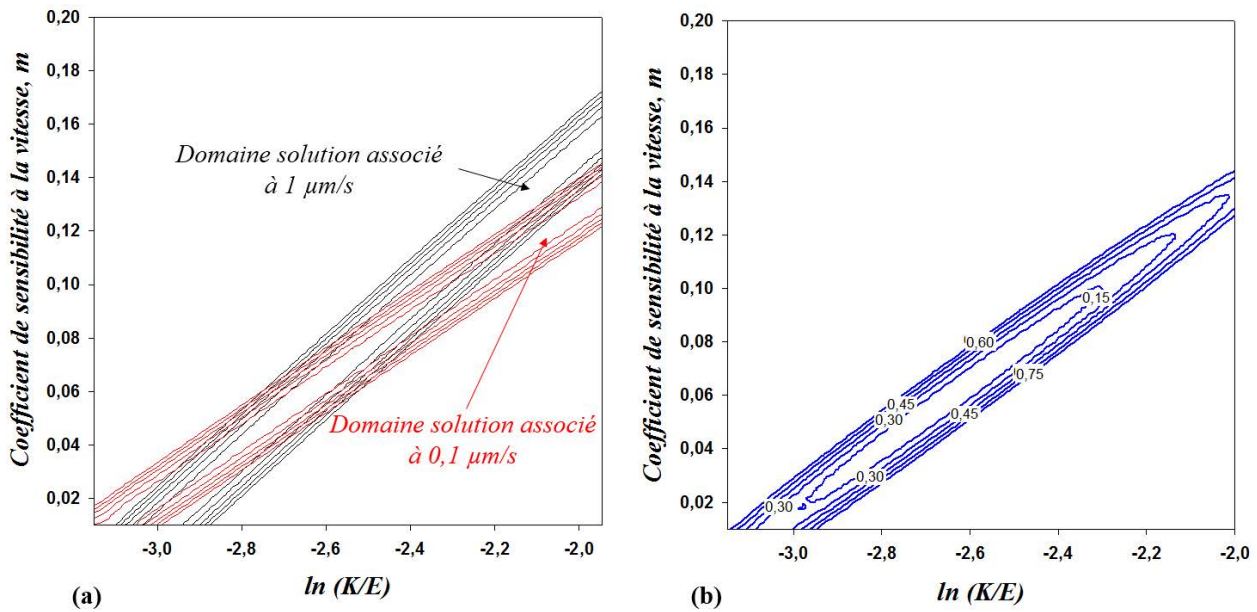 0,20
0,18
0,16
0,14
0,12
0,10
0,08
0,06
0,04
0,02
Coefficient de sensibilité à la vitesse, m
Domaine solution associé
à 1 µm/s
Domaine solution associé
à 0,1 µm/s
-3,0 -2,8 -2,6 -2,4 -2,2 -2,0
ln (K/E)
(a)
0,20
0,18
0,16
0,14
0,12
0,10
0,08
0,06
0,04
0,02
Coefficient de sensibilité à la vitesse, m
0,15
0,60
0,75
0,45
0,30
0,45
0,30
0,30
-3,0 -2,8 -2,6 -2,4 -2,2 -2,0
ln (K/E)
(b)